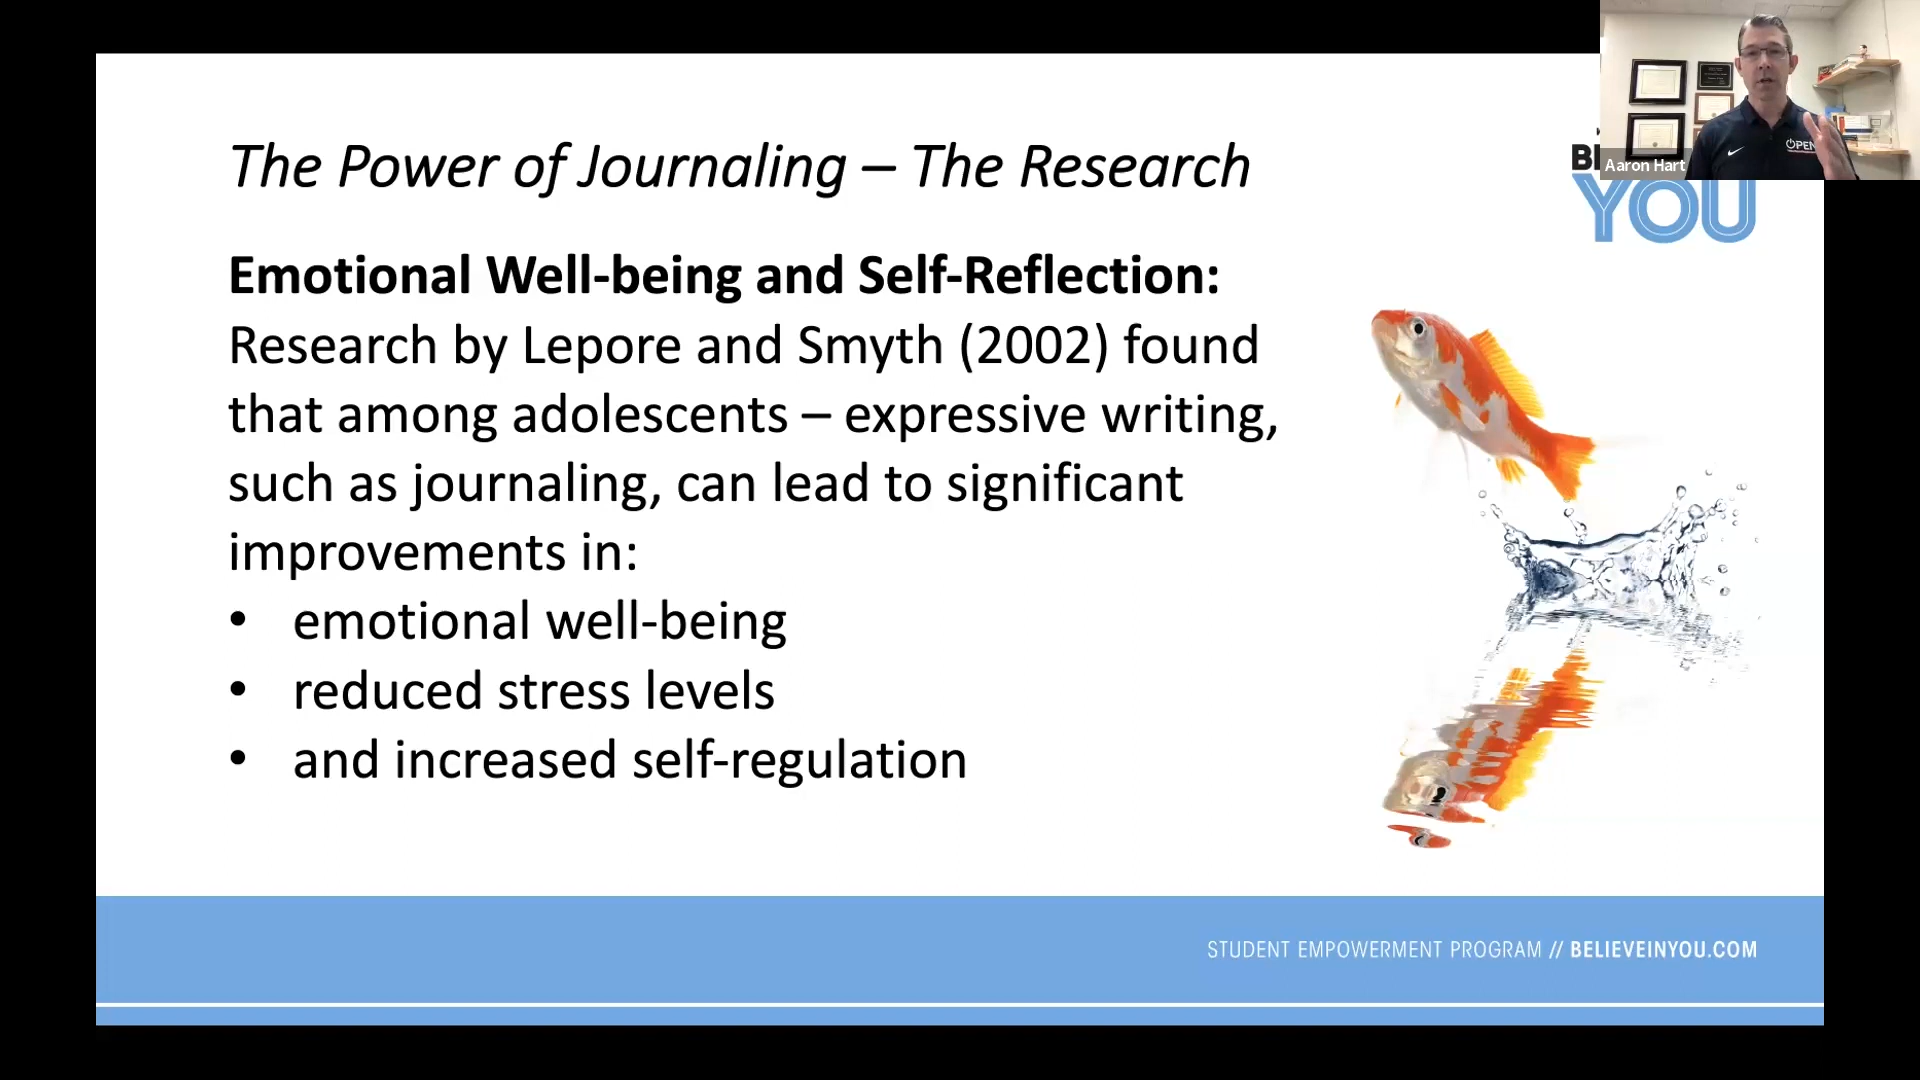 The Power of Journaling – The Research
Aaron Hart
OPEN
YOU
Emotional Well-being and Self-Reflection:
Research by Lepore and Smyth (2002) found
that among adolescents – expressive writing,
such as journaling, can lead to significant
improvements in:
• emotional well-being
• reduced stress levels
• and increased self-regulation
STUDENT EMPOWERMENT PROGRAM // BELIEVEINYOU.COM